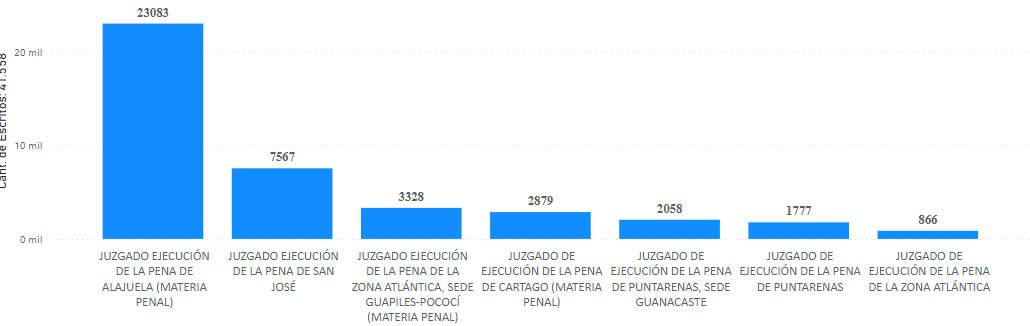 Cant. de Escritos: 41.558
20 mil
10 mil
0 mil
23083
7567
3328
2879
2058
1777
866
JUZGADO EJECUCIÓN
DE LA PENA DE
ALAJUELA (MATERIA
PENAL)
JUZGADO EJECUCIÓN
DE LA PENA DE SAN
JOSÉ
JUZGADO EJECUCIÓN
DE LA PENA DE LA
ZONA ATLÁNTICA, SEDE
GUAPILES-POCOCÍ
(MATERIA PENAL)
JUZGADO DE
EJECUCIÓN DE LA PENA
DE CARTAGO (MATERIA
PENAL)
JUZGADO DE
EJECUCIÓN DE LA PENA
DE PUNTARENAS, SEDE
GUANACASTE
JUZGADO DE
EJECUCIÓN DE LA PENA
DE PUNTARENAS
JUZGADO DE
EJECUCIÓN DE LA PENA
DE LA ZONA ATLÁNTICA